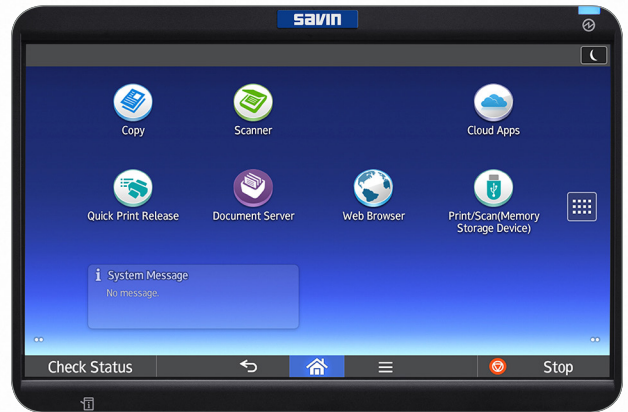 savin
Copy
Scanner
Cloud Apps
Quick Print Release
Document Server
Web Browser
Print/Scan(Memory
Storage Device)
i System Message
No message.
Check Status
Stop